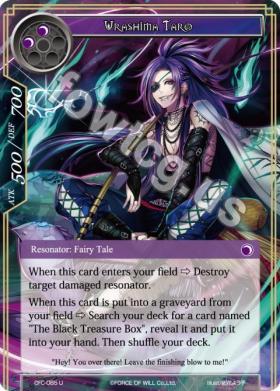 Urashima Taro
ATK 500 / DEF 700
fowtcg.us
Resonator: Fairy Tale
When this card enters your field ⇨ Destroy
target damaged resonator.
When this card is put into a graveyard from
your field ⇨ Search your deck for a card named
"The Black Treasure Box", reveal it and put it
into your hand. Then shuffle your deck.
"Hey! You over there! Leave the finishing blow to me!"
CFC-085 U
©FORCE OF WILL Co.,Ltd.